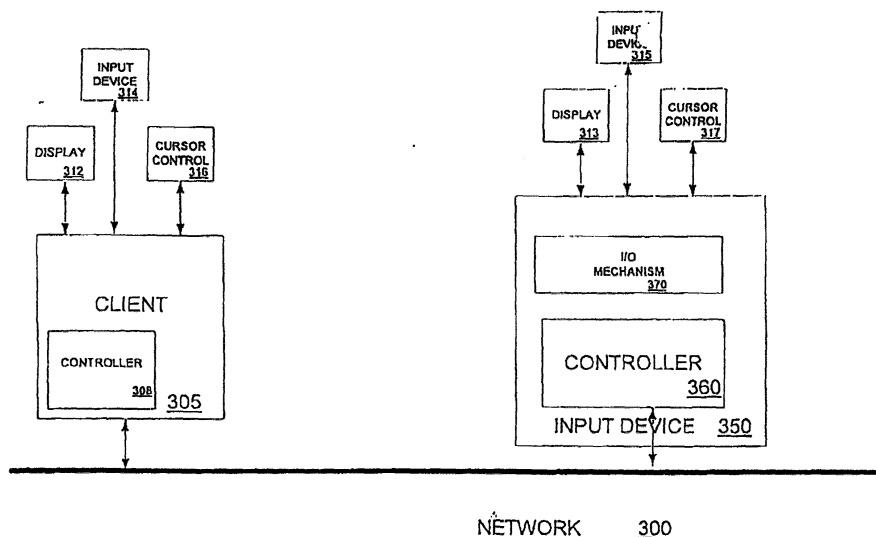 INPUT
DEVICE
314
DISPLAY
312
CURSOR
CONTROL
316
CLIENT
CONTROLLER
308
305
INPUT
DEVICE
315
DISPLAY
313
CURSOR
CONTROL
317
I/O
MECHANISM
370
CONTROLLER
360
INPUT DEVICE 350
NETWORK 300